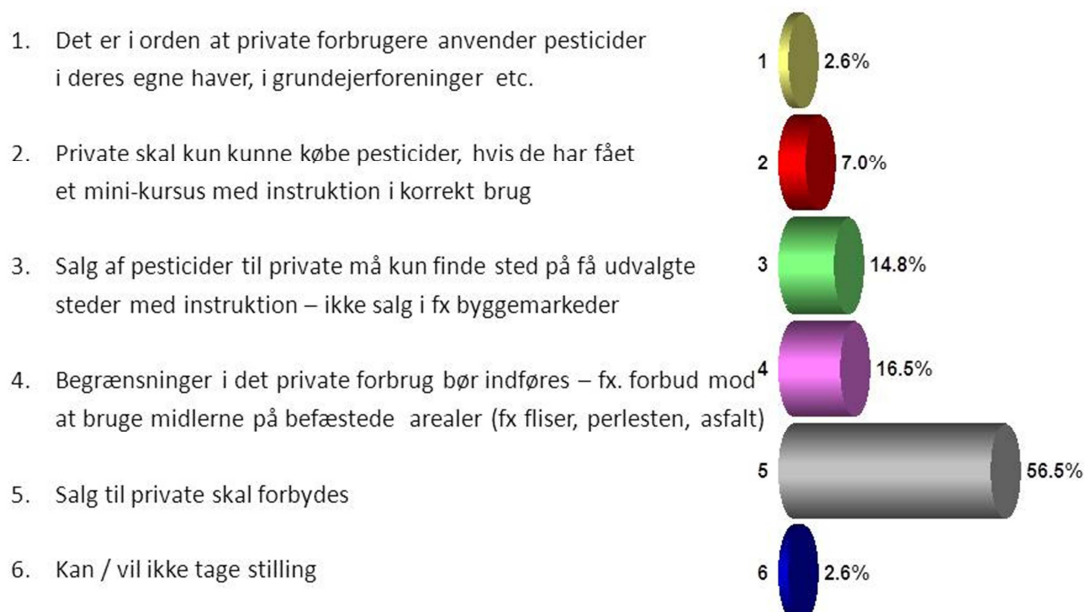 1. Det er i orden at private forbrugere anvender pesticider
i deres egne haver, i grundejerforeninger etc.
2. Private skal kun kunne købe pesticider, hvis de har fået
et mini-kursus med instruktion i korrekt brug
3. Salg af pesticider til private må kun finde sted på få udvalgte
steder med instruktion – ikke salg i fx byggemarkeder
4. Begrænsninger i det private forbrug bør indføres – fx. forbud mod
at bruge midlerne på befæstede arealer (fx fliser, perlesten, asfalt)
5. Salg til private skal forbydes
6. Kan / vil ikke tage stilling
1 2.6%
2 7.0%
3 14.8%
4 16.5%
5 56.5%
6 2.6%